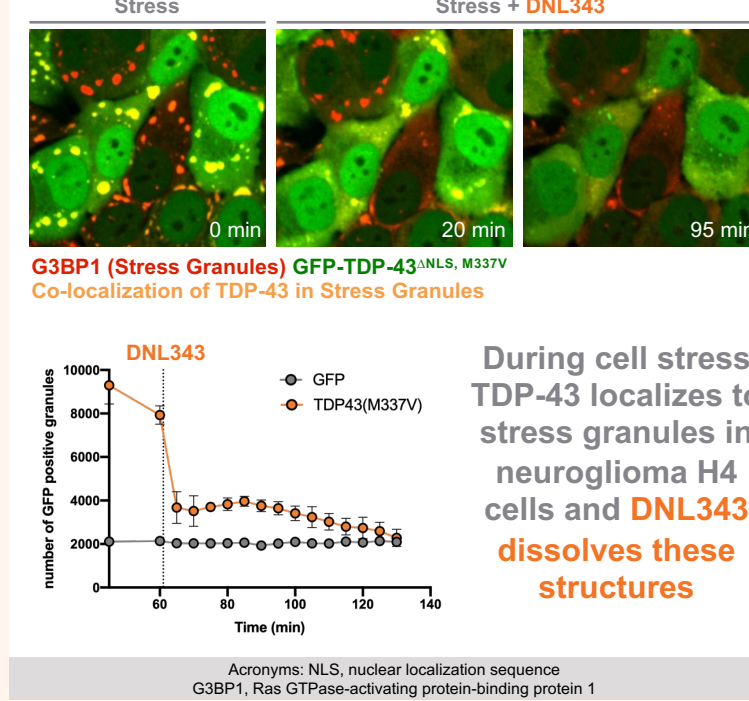 Stress
Stress + DNL343
0 min
20 min
95 min
G3BP1 (Stress Granules) GFP-TDP-43ΔNLS, M337V
Co-localization of TDP-43 in Stress Granules
DNL343
number of GFP positive granules
10000
8000
6000
4000
2000
0
GFP
TDP43(M337V)
60
80
100
120
140
Time (min)
During cell stress
TDP-43 localizes to
stress granules in
neuroglioma H4
cells and DNL343
dissolves these
structures
Acronyms: NLS, nuclear localization sequence
G3BP1, Ras GTPase-activating protein-binding protein 1